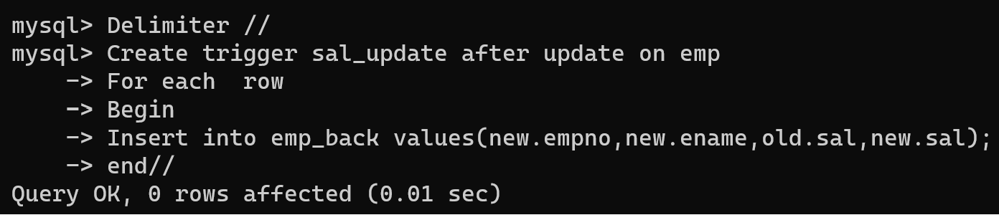 mysql> Delimiter //
mysql> Create trigger sal_update after update on emp
    -> For each  row
    -> Begin
    -> Insert into emp_back values(new.empno,new.ename,old.sal,new.sal);
    -> end//
Query OK, 0 rows affected (0.01 sec)